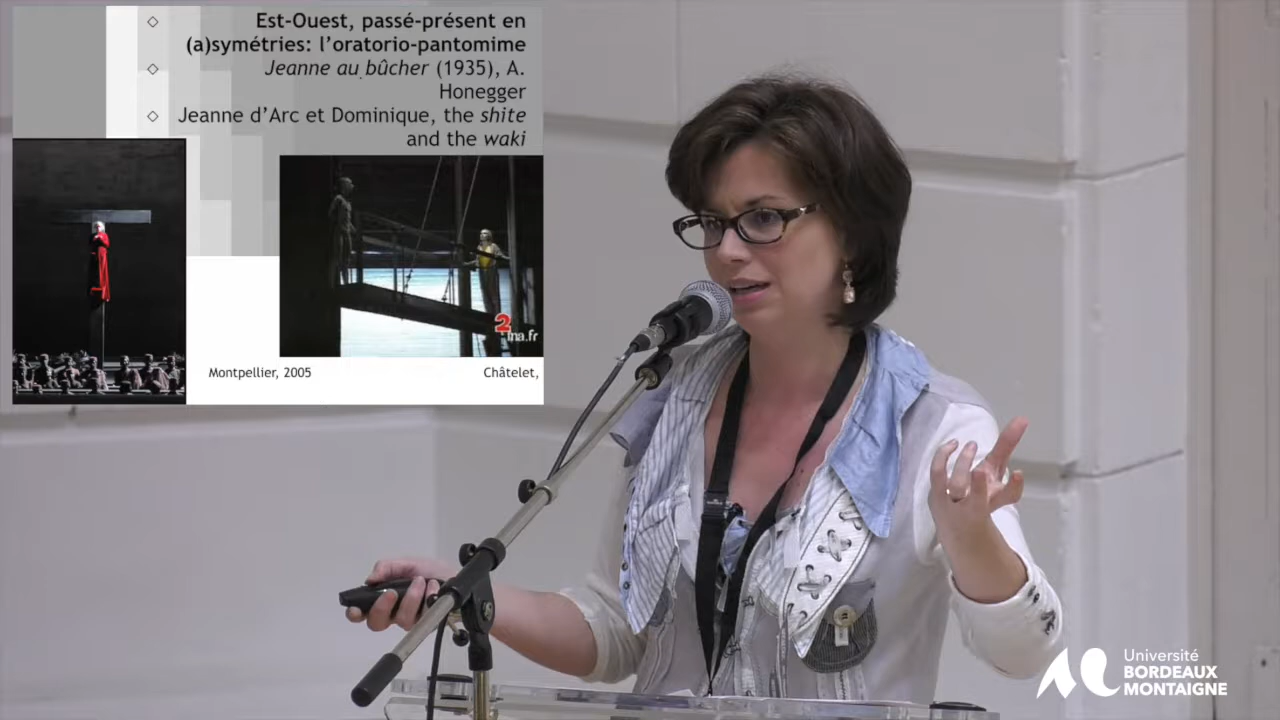 Est-Ouest, passé-présent en
(a)symétries: l'oratorio-pantomime
Jeanne au bûcher (1935), A.
Honegger
Jeanne d'Arc et Dominique, the shite
and the waki
2
ina.fr
Montpellier, 2005
Châtelet,
Université
BORDEAUX
MONTAIGNE